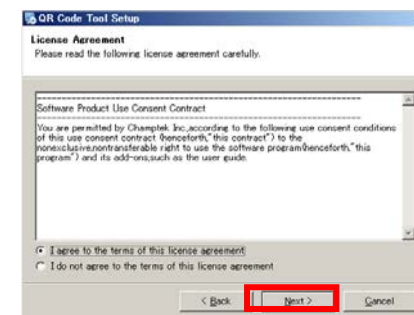 QR Code Tool Setup
License Agreement
Please read the following license agreement carefully.
Software Product Use Consent Contract
You are permitted by Champtek Inc,according to the following use consent conditions
of this use consent contract (henceforth,"this contract") to the
nonexclusive,nontransferable right to use the software program(henceforth,"this
program") and its add-ons,such as the user guide.
I agree to the terms of this license agreement
I do not agree to the terms of this license agreement
< Back
Next >
Cancel